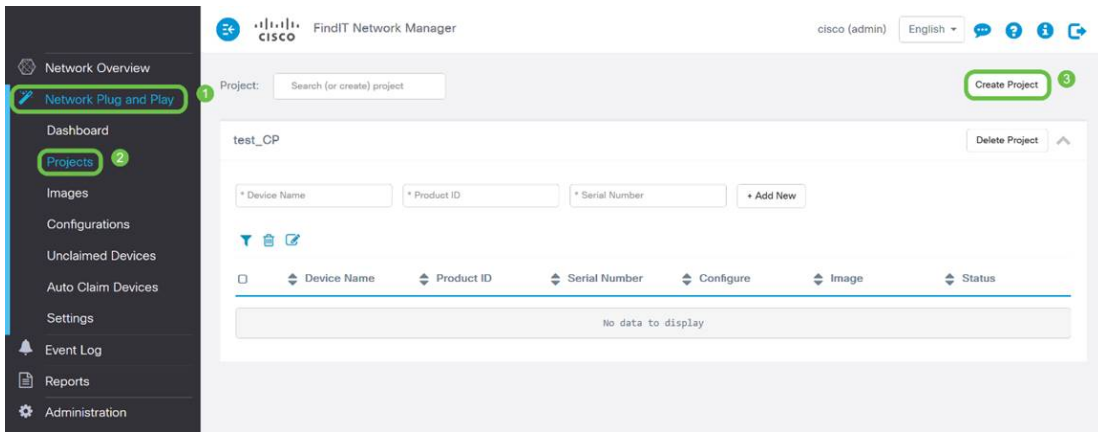 CISCO FindIT Network Manager cisco (admin) English
Network Overview
Network Plug and Play 1
Dashboard
Projects 2
Images
Configurations
Unclaimed Devices
Auto Claim Devices
Settings
Event Log
Reports
Administration
Project: Search (or create) project Create Project 3
test_CP Delete Project
* Device Name * Product ID * Serial Number + Add New
Device Name Product ID Serial Number Configure Image Status
No data to display